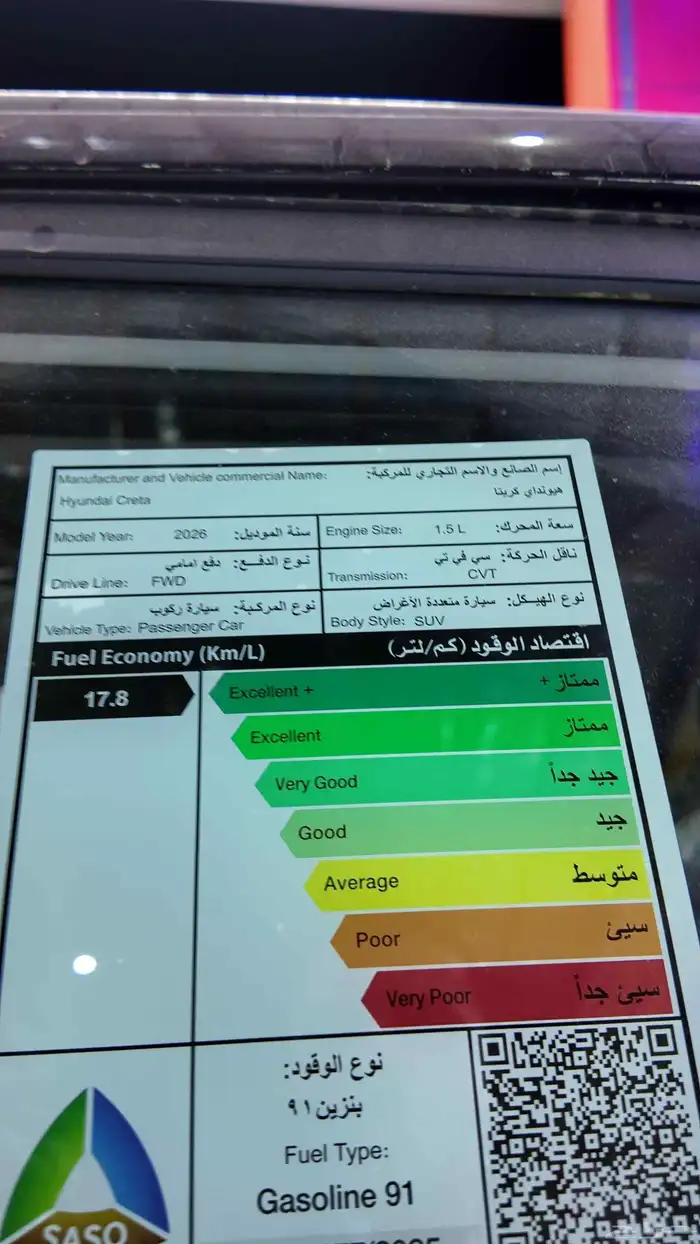 Manufacturer and Vehicle commercial Name: إسم الصانع والاسم التجاري للمركبة:
Hyundai Creta هيونداي كريتا
Model Year: 2026 سنة الموديل:
Engine Size: 1.5 L سعة المحرك:
نوع الدفـــع: دفع امامي
Drive Line: FWD
ناقل الحركة: سي في تي
Transmission: CVT
نوع المركبـة: سيارة ركوب
Vehicle Type: Passenger Car
نوع الهيـــكل: سيارة متعددة الأغراض
Body Style: SUV
Fuel Economy (Km/L) اقتصاد الوقود (كم/لتر)
17.8
Excellent + ممتاز +
Excellent ممتاز
Very Good جيد جداً
Good جيد
Average متوسط
Poor سيئ
Very Poor سيئ جداً
نوع الوقود:
بنزين ٩١
Fuel Type:
Gasoline 91
SASO